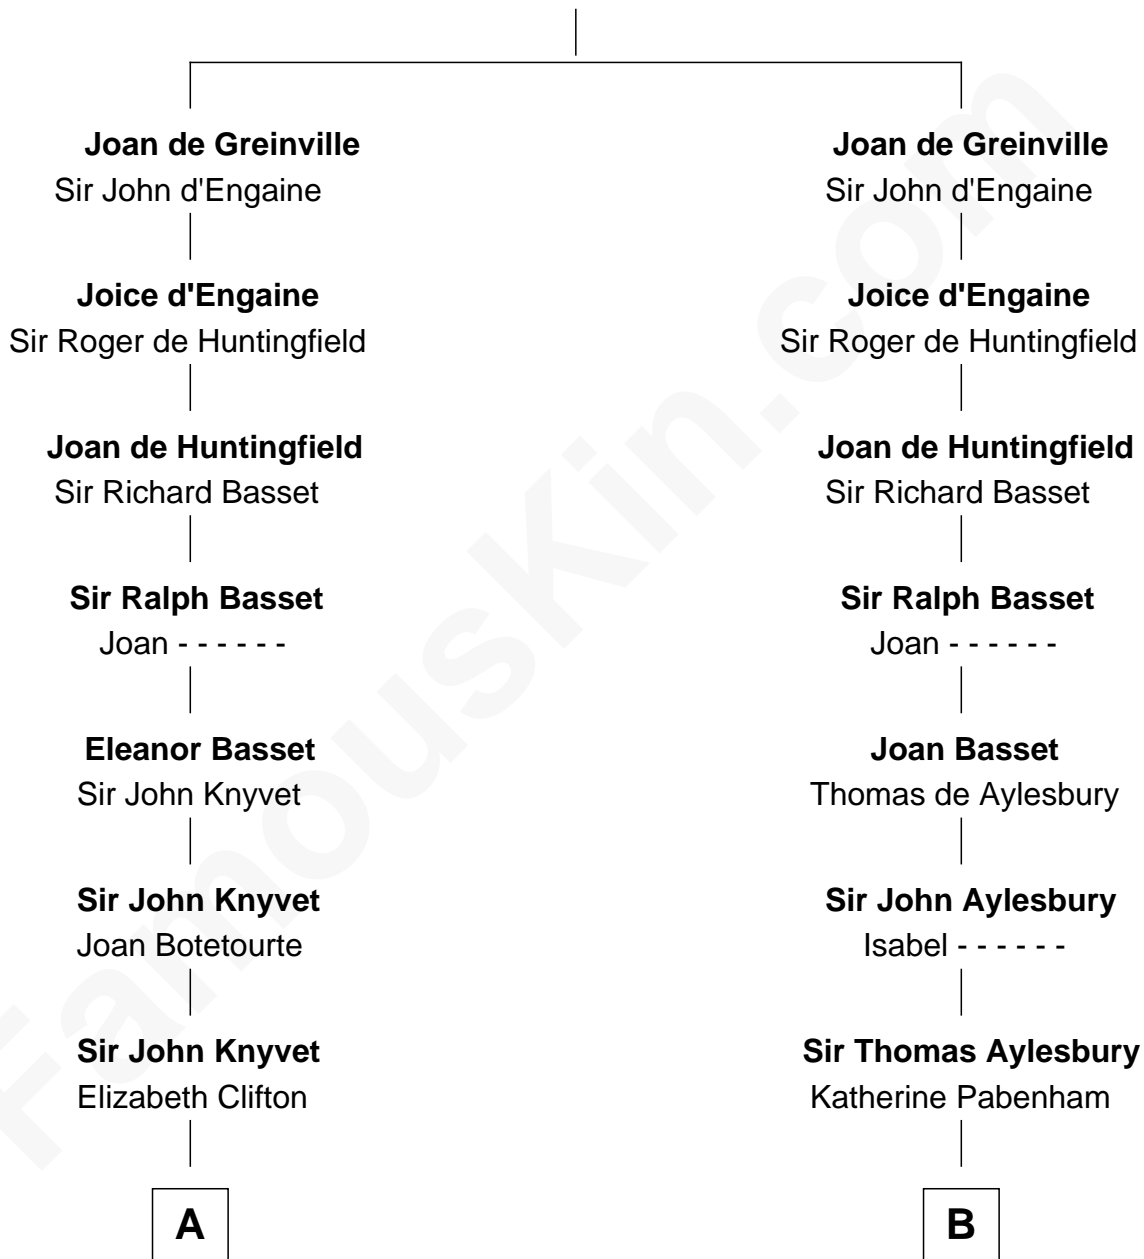 Joan de Greinville Joan de Greinville
Sir John d'Engaine Sir John d'Engaine
Joice d'Engaine Joice d'Engaine
Sir Roger de Huntingfield Sir Roger de Huntingfield
Joan de Huntingfield Joan de Huntingfield
Sir Richard Basset Sir Richard Basset
Sir Ralph Basset Sir Ralph Basset
Joan - - - - - - Joan - - - - - -
Eleanor Basset Joan Basset
Sir John Knyvet Thomas de Aylesbury
Sir John Knyvet Sir John Aylesbury
Joan Botetourte Isabel - - - - - -
Sir John Knyvet Sir Thomas Aylesbury
Elizabeth Clifton Katherine Pabenham
A B
FamousKin.com